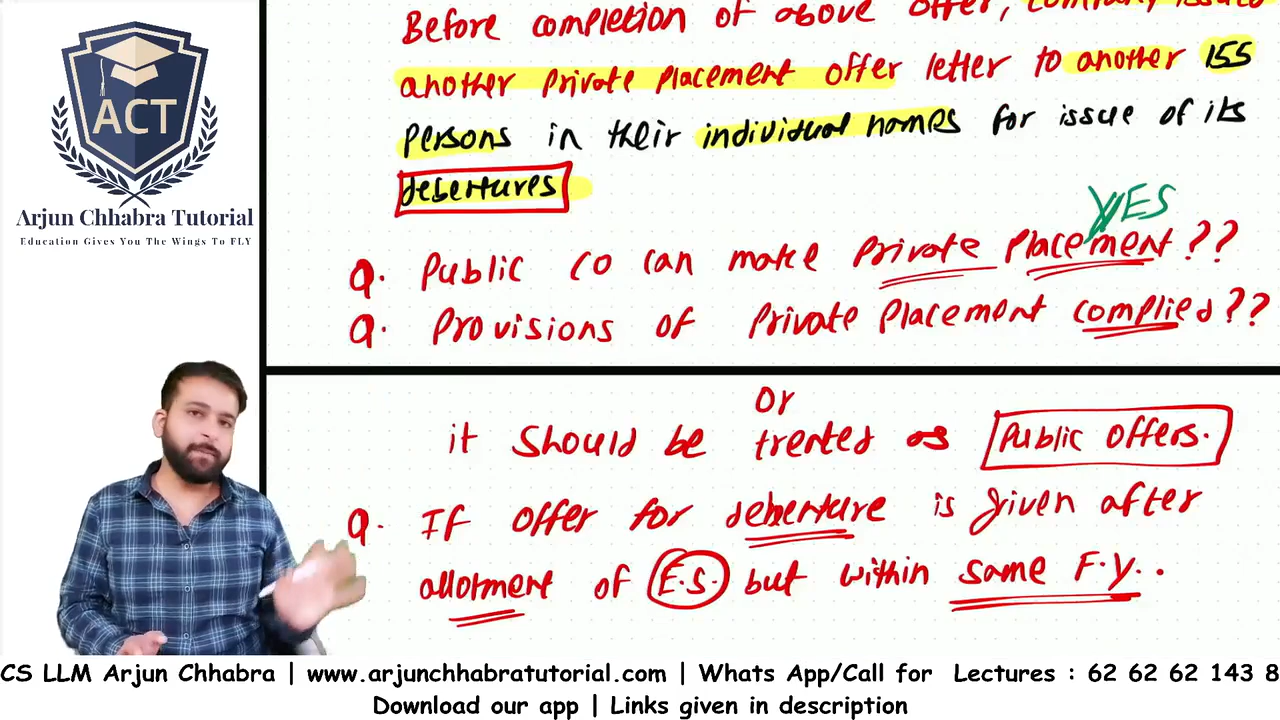 Before completion of above offer, company issued
another private placement offer letter to another 155
persons in their individual names for issue of its
debertures
YES
Q. Public co can make private placement ??
Q. Provisions of private placement complied ??
or
it should be treated as Public offers.
Q. If offer for deberture is given after
allotment of E.S. but within same F.Y..
ACT
Arjun Chhabra Tutorial
Education Gives You The Wings To FLY
CS LLM Arjun Chhabra | www.arjunchhabratutorial.com | Whats App/Call for Lectures : 62 62 62 143 8
Download our app | Links given in description